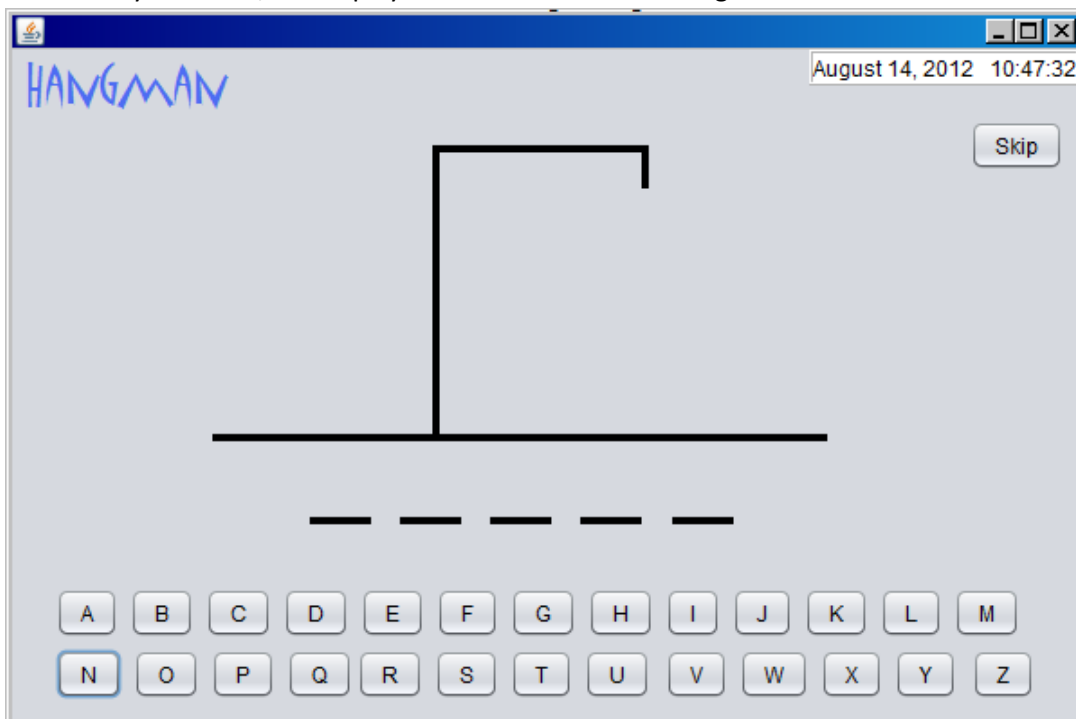 August 14, 2012 10:47:32
HANGMAN
Skip
A B C D E F G H I J K L M
N O P Q R S T U V W X Y Z